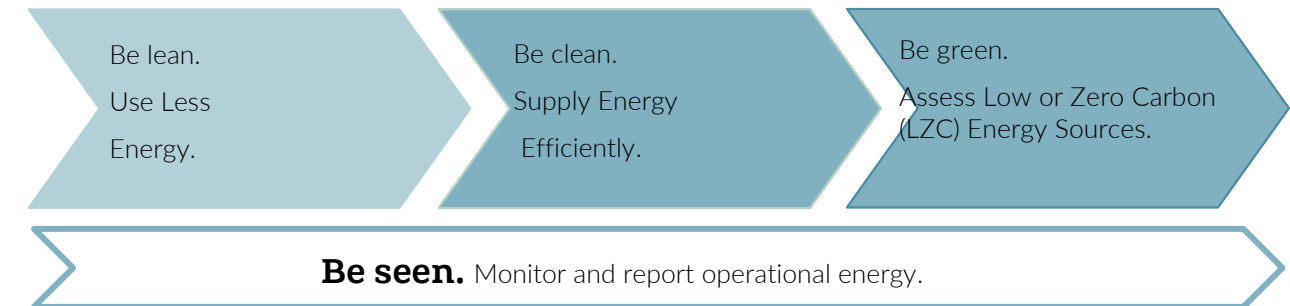 Be lean.
Use Less
Energy.
Be clean.
Supply Energy
Efficiently.
Be green.
Assess Low or Zero Carbon
(LZC) Energy Sources.
Be seen. Monitor and report operational energy.